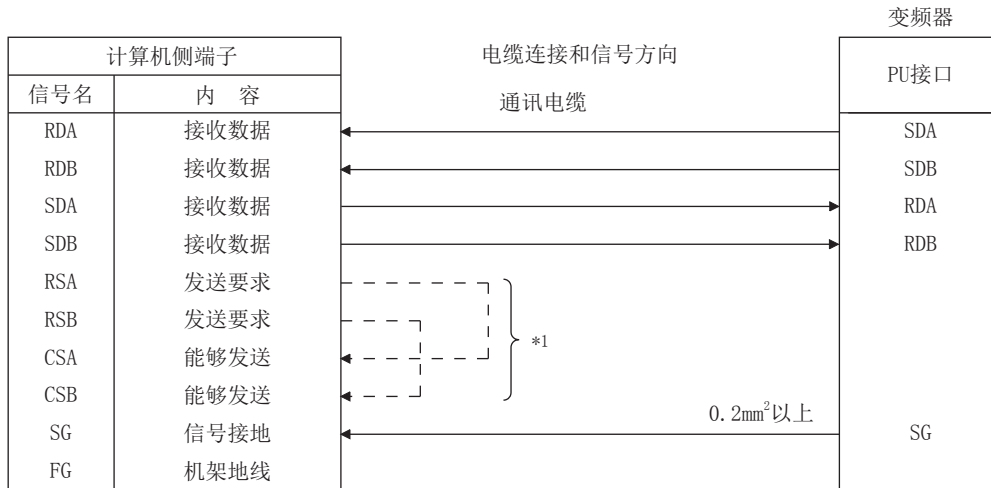 变频器
计算机侧端子 电缆连接和信号方向 PU接口
信号名 内 容 通讯电缆
RDA 接收数据 SDA
RDB 接收数据 SDB
SDA 接收数据 RDA
SDB 接收数据 RDB
RSA 发送要求
RSB 发送要求
*1
CSA 能够发送
CSB 能够发送
0.2mm²以上
SG 信号接地 SG
FG 机架地线